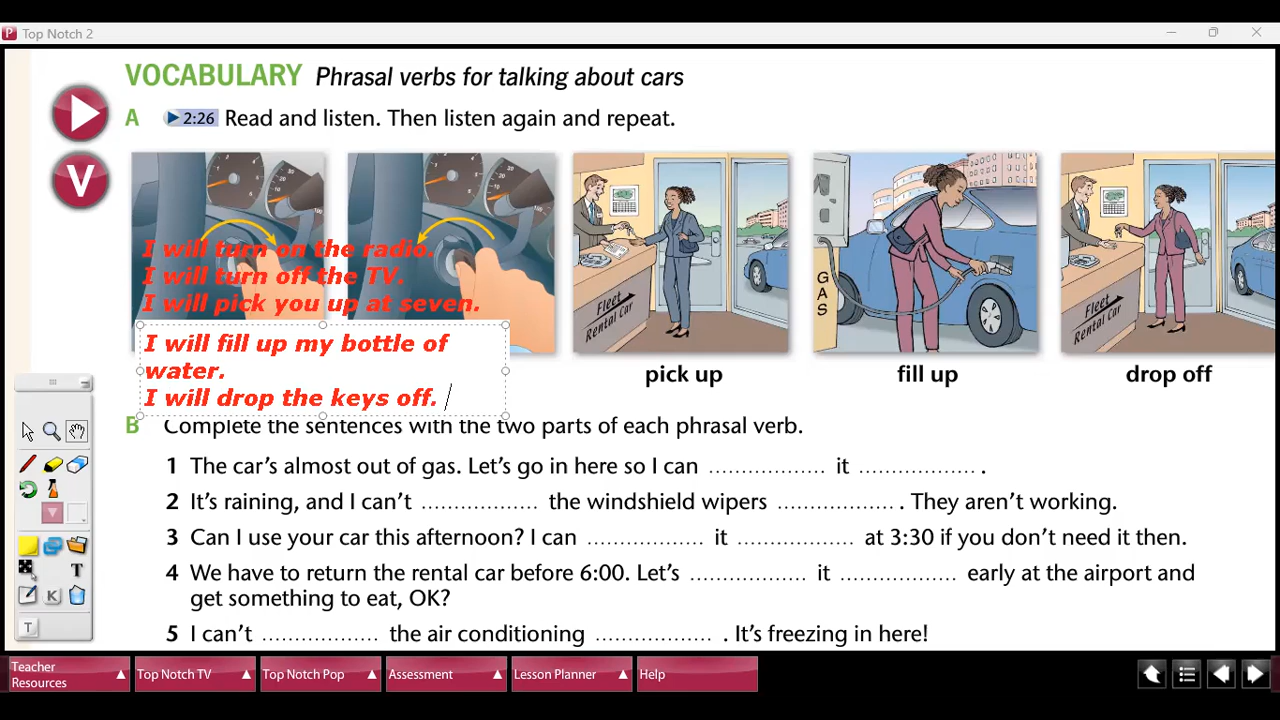 Top Notch 2
VOCABULARY Phrasal verbs for talking about cars
A 2:26 Read and listen. Then listen again and repeat.
I will turn on the radio.
I will turn off the TV.
I will pick you up at seven.
I will fill up my bottle of
water.
I will drop the keys off.
Fleet
Rental Car
GAS
Fleet
Rental Car
pick up
fill up
drop off
B Complete the sentences with the two parts of each phrasal verb.
1 The car's almost out of gas. Let's go in here so I can .................. it .................. .
2 It's raining, and I can't .................. the windshield wipers .................. . They aren't working.
3 Can I use your car this afternoon? I can .................. it .................. at 3:30 if you don't need it then.
4 We have to return the rental car before 6:00. Let's .................. it .................. early at the airport and
get something to eat, OK?
5 I can't .................. the air conditioning .................. . It's freezing in here!
Teacher
Resources
Top Notch TV
Top Notch Pop
Assessment
Lesson Planner
Help